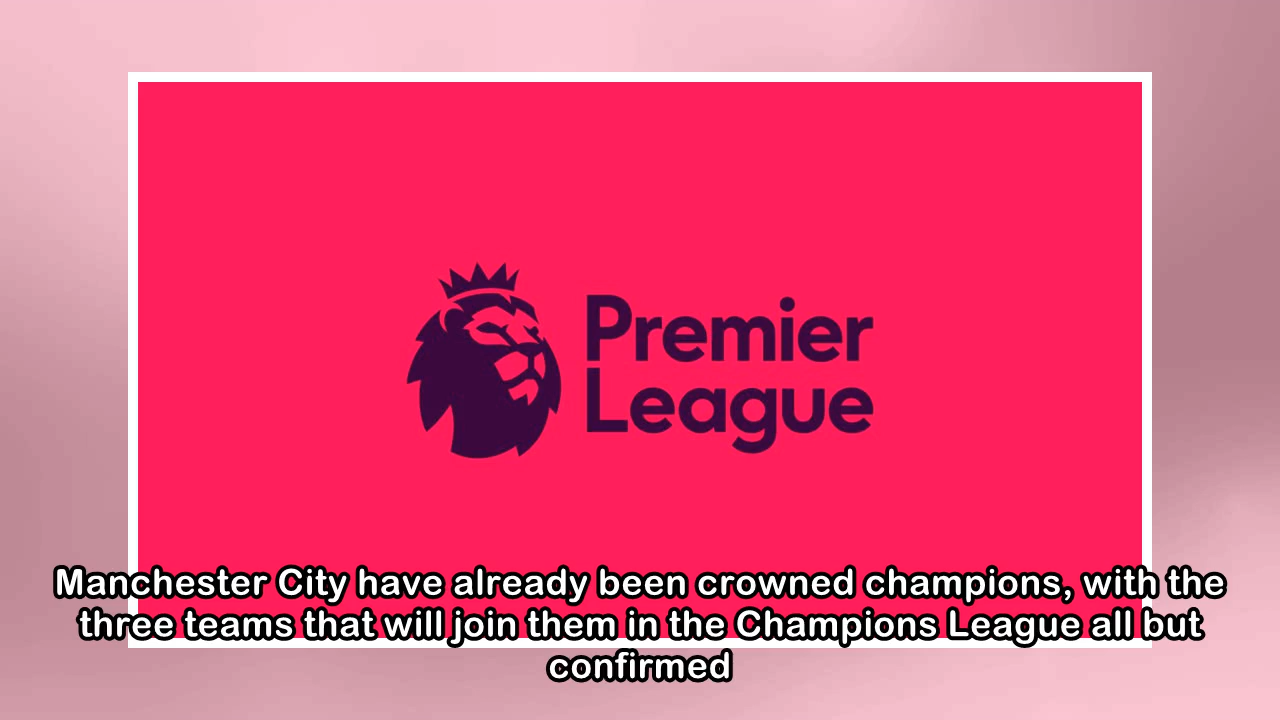 Premier
League
Manchester City have already been crowned champions, with the
three teams that will join them in the Champions League all but
confirmed